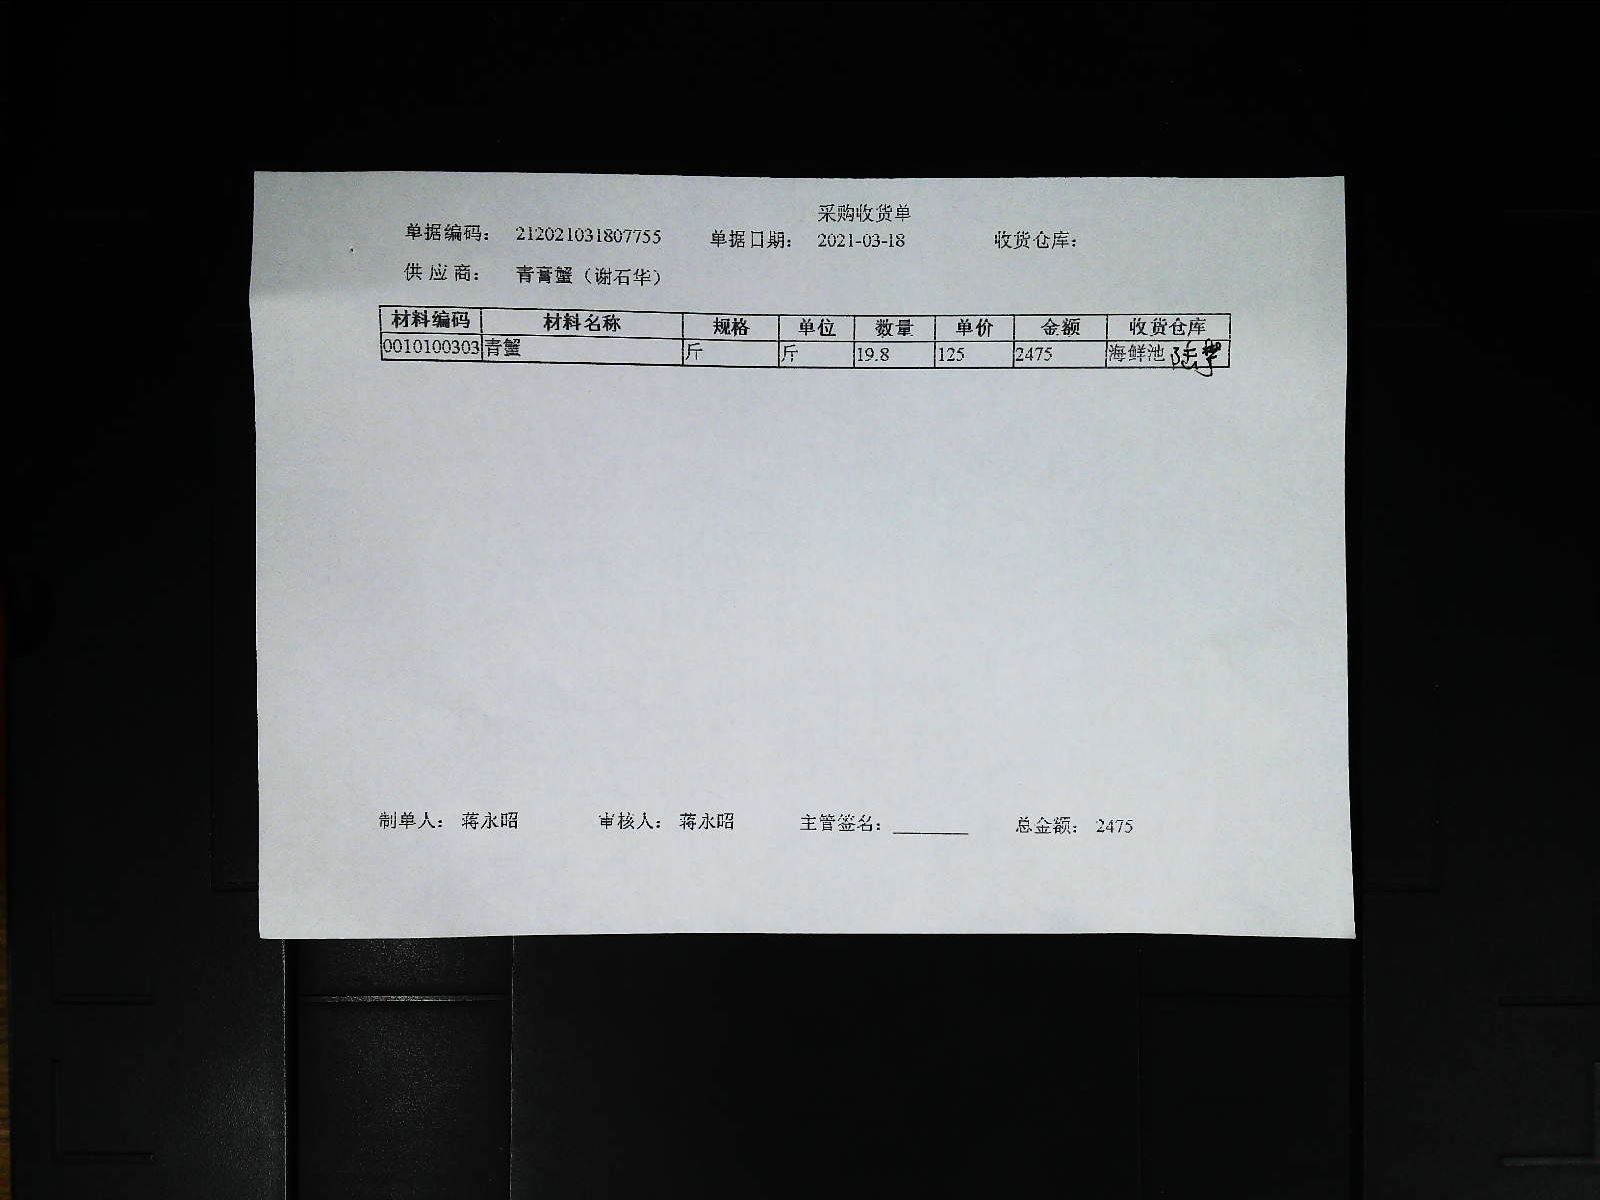 采购收货单
单据编码： 212021031807755 单据日期： 2021-03-18 收货仓库：
供 应 商： 青膏蟹（谢石华）
材料编码 材料名称 规格 单位 数量 单价 金额 收货仓库
0010100303 青蟹 斤 斤 19.8 125 2475 海鲜池
制单人： 蒋永昭 审核人： 蒋永昭 主管签名：________ 总金额： 2475